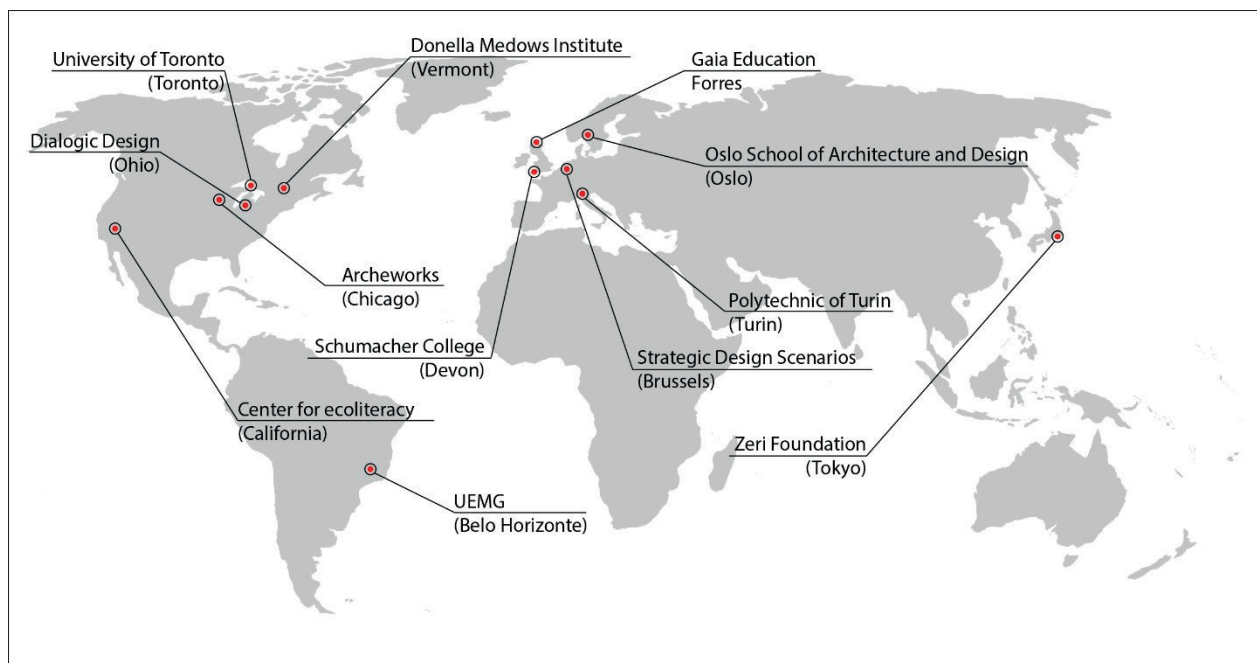 University of Toronto
(Toronto)
Donella Medows Institute
(Vermont)
Gaia Education
Forres
Dialogic Design
(Ohio)
Oslo School of Architecture and Design
(Oslo)
Archeworks
(Chicago)
Polytechnic of Turin
(Turin)
Schumacher College
(Devon)
Strategic Design Scenarios
(Brussels)
Center for ecoliteracy
(California)
Zeri Foundation
(Tokyo)
UEMG
(Belo Horizonte)